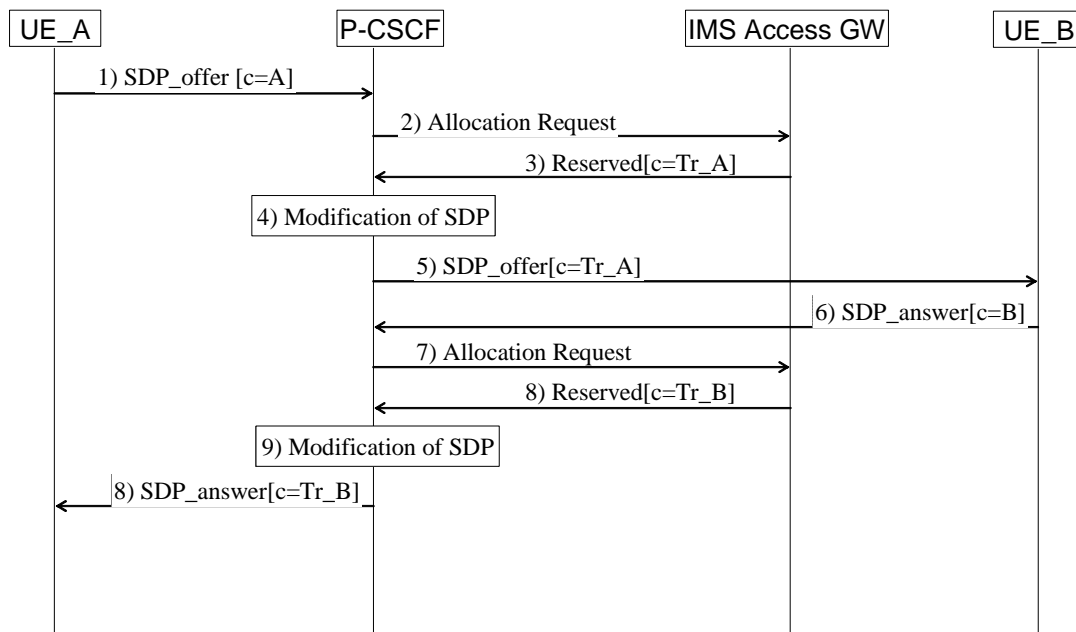 UE_A
P-CSCF
IMS Access GW
UE_B
1) SDP_offer [c=A]
2) Allocation Request
3) Reserved[c=Tr_A]
4) Modification of SDP
5) SDP_offer[c=Tr_A]
6) SDP_answer[c=B]
7) Allocation Request
8) Reserved[c=Tr_B]
9) Modification of SDP
8) SDP_answer[c=Tr_B]